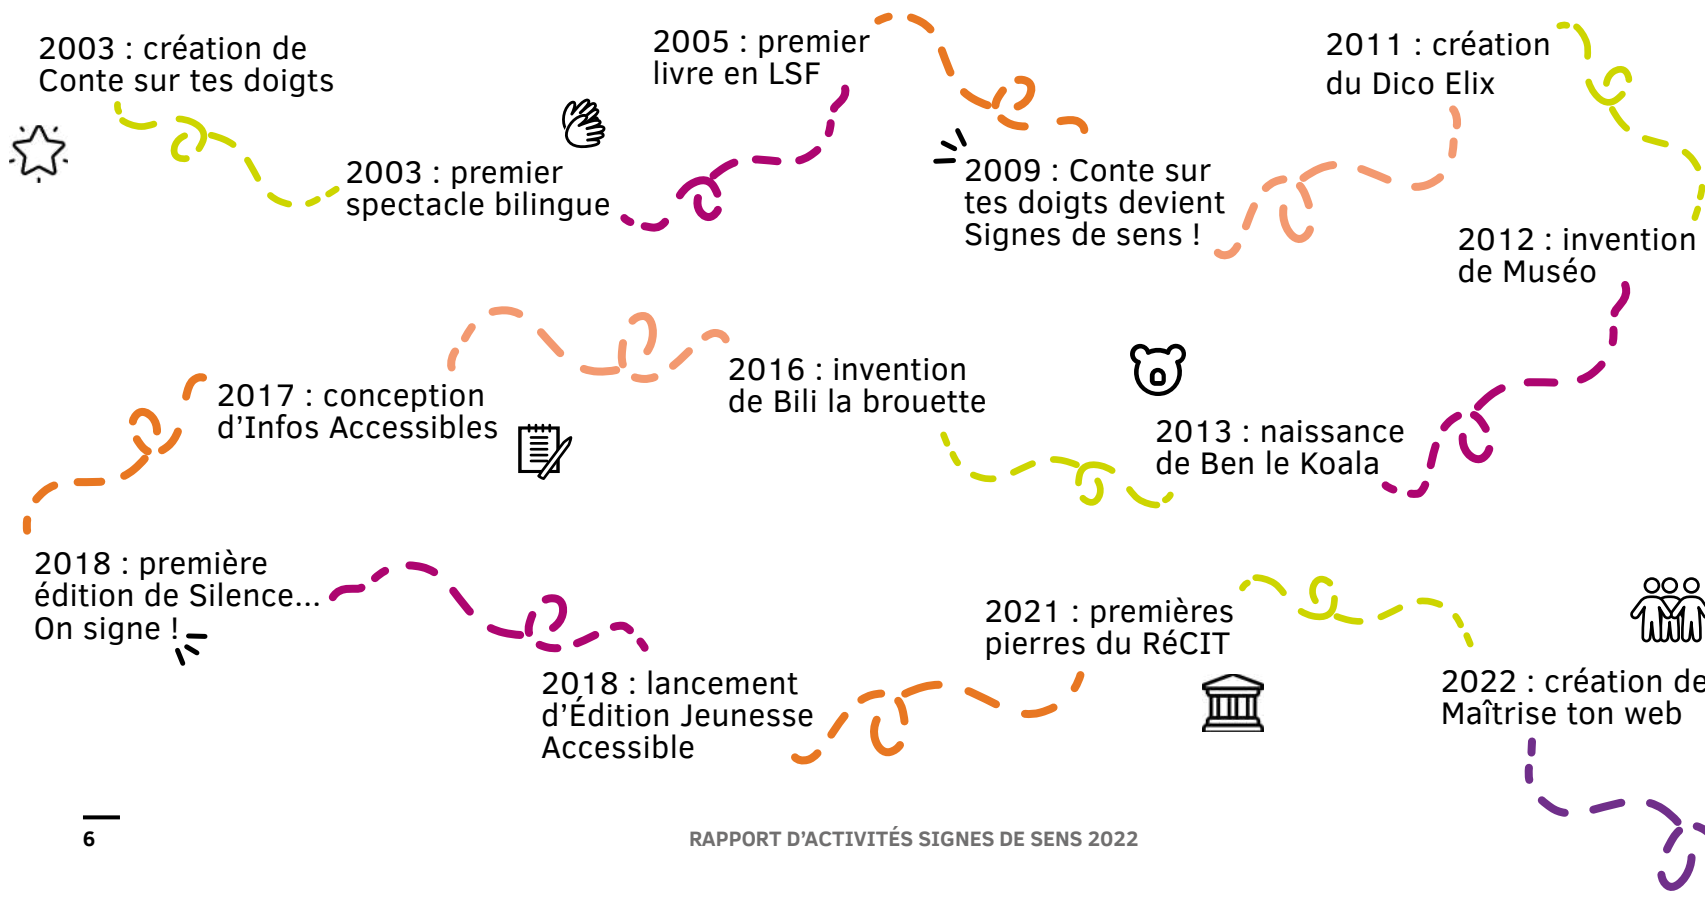 2003 : création de
Conte sur tes doigts
2003 : premier
spectacle bilingue
2005 : premier
livre en LSF
2009 : Conte sur
tes doigts devient
Signes de sens !
2011 : création
du Dico Elix
2012 : invention
de Muséo
2013 : naissance
de Ben le Koala
2016 : invention
de Bili la brouette
2017 : conception
d’Infos Accessibles
2018 : première
édition de Silence...
On signe !
2018 : lancement
d’Édition Jeunesse
Accessible
2021 : premières
pierres du RéCIT
2022 : création de
Maîtrise ton web
6
RAPPORT D’ACTIVITÉS SIGNES DE SENS 2022